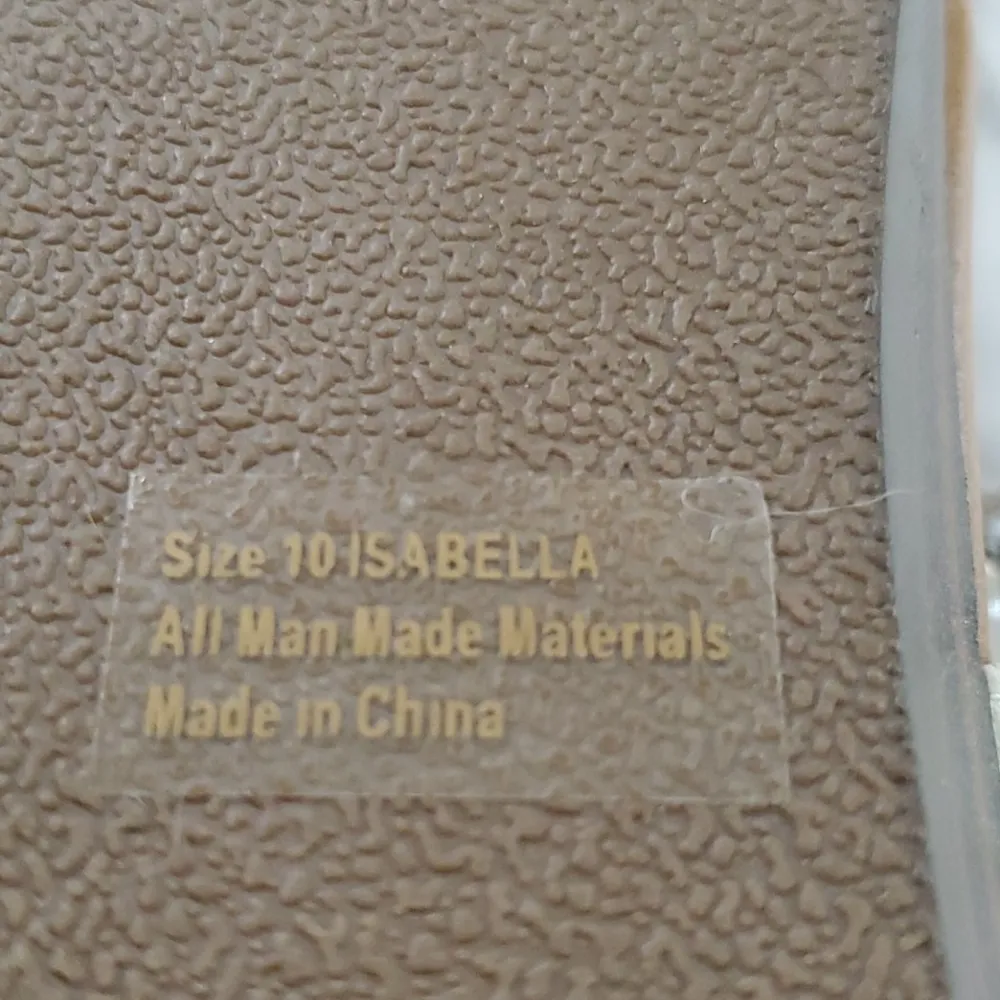 Size 10 ISABELLA
All Man Made Materials
Made in China